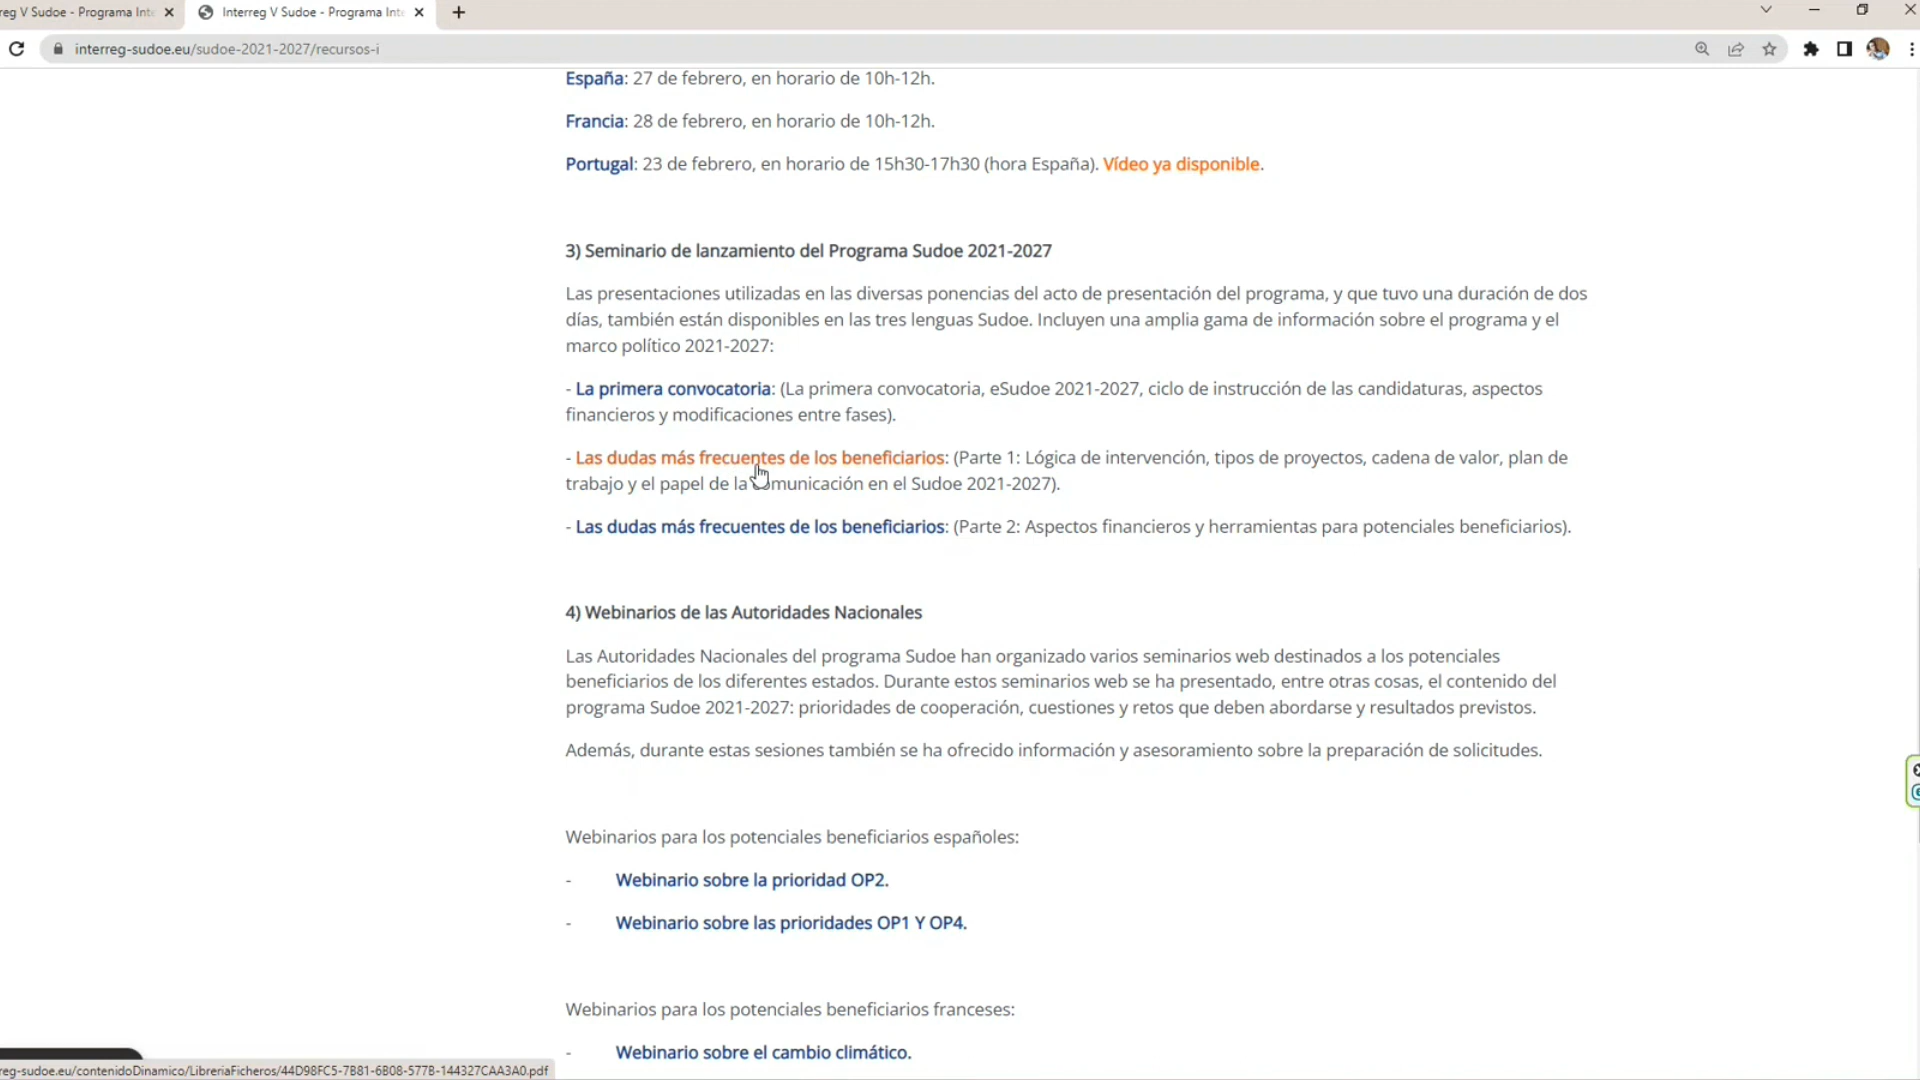 reg V Sudoe - Programa Inte
Interreg V Sudoe - Programa Inte
interreg-sudoe.eu/sudoe-2021-2027/recursos-i
España: 27 de febrero, en horario de 10h-12h.
Francia: 28 de febrero, en horario de 10h-12h.
Portugal: 23 de febrero, en horario de 15h30-17h30 (hora España). Vídeo ya disponible.
3) Seminario de lanzamiento del Programa Sudoe 2021-2027
Las presentaciones utilizadas en las diversas ponencias del acto de presentación del programa, y que tuvo una duración de dos
días, también están disponibles en las tres lenguas Sudoe. Incluyen una amplia gama de información sobre el programa y el
marco político 2021-2027:
- La primera convocatoria: (La primera convocatoria, eSudoe 2021-2027, ciclo de instrucción de las candidaturas, aspectos
financieros y modificaciones entre fases).
- Las dudas más frecuentes de los beneficiarios: (Parte 1: Lógica de intervención, tipos de proyectos, cadena de valor, plan de
trabajo y el papel de la comunicación en el Sudoe 2021-2027).
- Las dudas más frecuentes de los beneficiarios: (Parte 2: Aspectos financieros y herramientas para potenciales beneficiarios).
4) Webinarios de las Autoridades Nacionales
Las Autoridades Nacionales del programa Sudoe han organizado varios seminarios web destinados a los potenciales
beneficiarios de los diferentes estados. Durante estos seminarios web se ha presentado, entre otras cosas, el contenido del
programa Sudoe 2021-2027: prioridades de cooperación, cuestiones y retos que deben abordarse y resultados previstos.
Además, durante estas sesiones también se ha ofrecido información y asesoramiento sobre la preparación de solicitudes.
Webinarios para los potenciales beneficiarios españoles:
- Webinario sobre la prioridad OP2.
- Webinario sobre las prioridades OP1 Y OP4.
Webinarios para los potenciales beneficiarios franceses:
- Webinario sobre el cambio climático.
reg-sudoe.eu/contenidoDinamico/LibreriaFicheros/44D98FC5-7B81-6B08-577B-144327CAA3A0.pdf